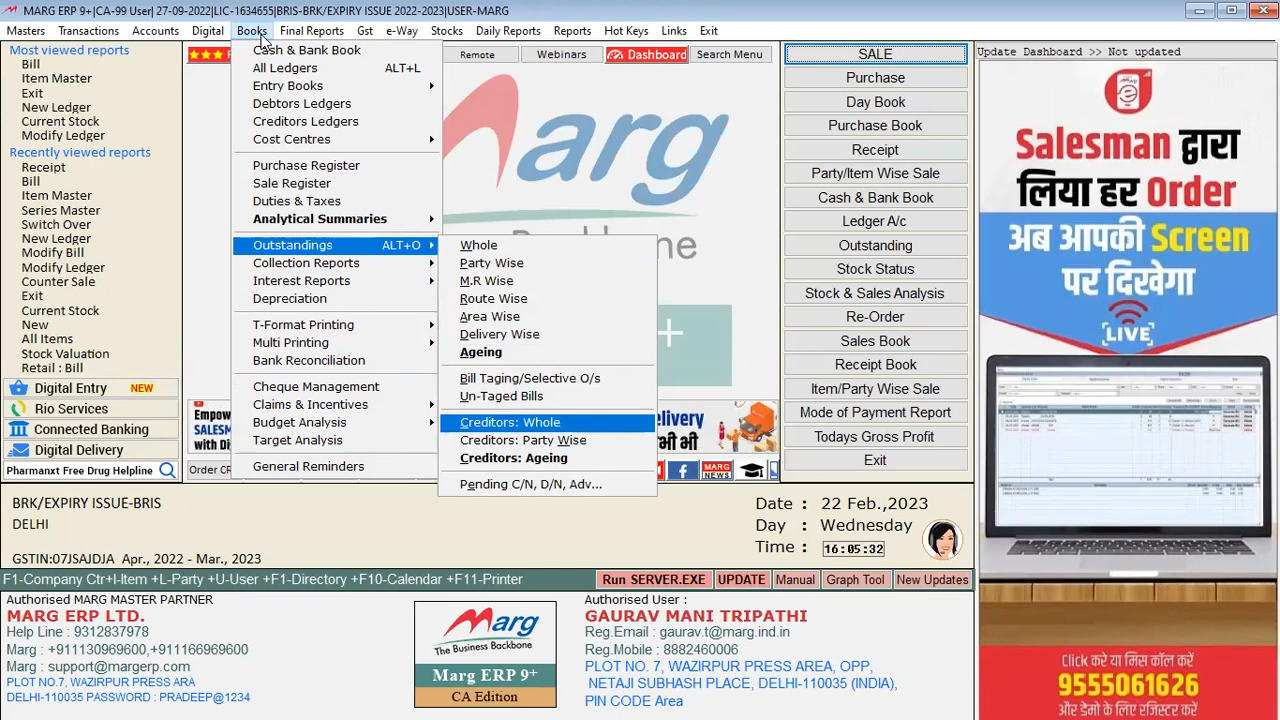 MARG ERP 9+|CA-99 User| 27-09-2022|LIC-1634655|BRIS-BRK/EXPIRY ISSUE 2022-2023|USER-MARG
Masters Transactions Accounts Digital Books Final Reports Gst e-Way Stocks Daily Reports Reports Hot Keys Links Exit
Most viewed reports
Bill
Item Master
Exit
New Ledger
Current Stock
Modify Ledger
Recently viewed reports
Receipt
Bill
Item Master
Series Master
Switch Over
New Ledger
Modify Bill
Modify Ledger
Counter Sale
Exit
Current Stock
New
All Items
Stock Valuation
Retail : Bill
Digital Entry NEW
Rio Services
Connected Banking
Digital Delivery
Pharmanxt Free Drug Helpline
Cash & Bank Book
All Ledgers ALT+L
Entry Books
Debtors Ledgers
Creditors Ledgers
Cost Centres
Purchase Register
Sale Register
Duties & Taxes
Analytical Summaries
Outstandings ALT+O
Collection Reports
Interest Reports
Depreciation
T-Format Printing
Multi Printing
Bank Reconciliation
Cheque Management
Claims & Incentives
Budget Analysis
Target Analysis
General Reminders
Whole
Party Wise
M.R Wise
Route Wise
Area Wise
Delivery Wise
Ageing
Bill Taging/Selective O/s
Un-Taged Bills
Creditors: Whole
Creditors: Party Wise
Creditors: Ageing
Pending C/N, D/N, Adv...
Remote Webinars Dashboard Search Menu
marg
Empow
Sales
with Di
elivery
भी अभी
Order CR
MARG NEWS
SALE
Purchase
Day Book
Purchase Book
Receipt
Party/Item Wise Sale
Cash & Bank Book
Ledger A/c
Outstanding
Stock Status
Stock & Sales Analysis
Re-Order
Sales Book
Receipt Book
Item/Party Wise Sale
Mode of Payment Report
Todays Gross Profit
Exit
Update Dashboard >> Not updated
Salesman द्वारा
लिया हर Order
अब आपकी Screen
पर दिखेगा
LIVE
Click करे या मिस कॉल करें
9555061626
और डेमो के लिए रजिस्टर करें
BRK/EXPIRY ISSUE-BRIS
DELHI
GSTIN:07JSAJDJA Apr., 2022 - Mar., 2023
Date : 22 Feb.,2023
Day : Wednesday
Time : 16:05:32
F1-Company Ctr+I-Item +L-Party +U-User +F1-Directory +F10-Calendar +F11-Printer
Run SERVER.EXE UPDATE Manual Graph Tool New Updates
Authorised MARG MASTER PARTNER
MARG ERP LTD.
Help Line : 9312837978
Marg : +911130969600,+911166969600
Marg : support@margerp.com
PLOT NO.7, WAZIRPUR PRESS ARA
DELHI-110035 PASSWORD : PRADEEP@1234
marg
The Business Backbone
Marg ERP 9+
CA Edition
Authorised User :
GAURAV MANI TRIPATHI
Reg.Email : gaurav.t@marg.ind.in
Reg.Mobile : 8882460006
PLOT NO. 7, WAZIRPUR PRESS AREA, OPP,
NETAJI SUBHASH PLACE, DELHI-110035 (INDIA),
PIN CODE Area